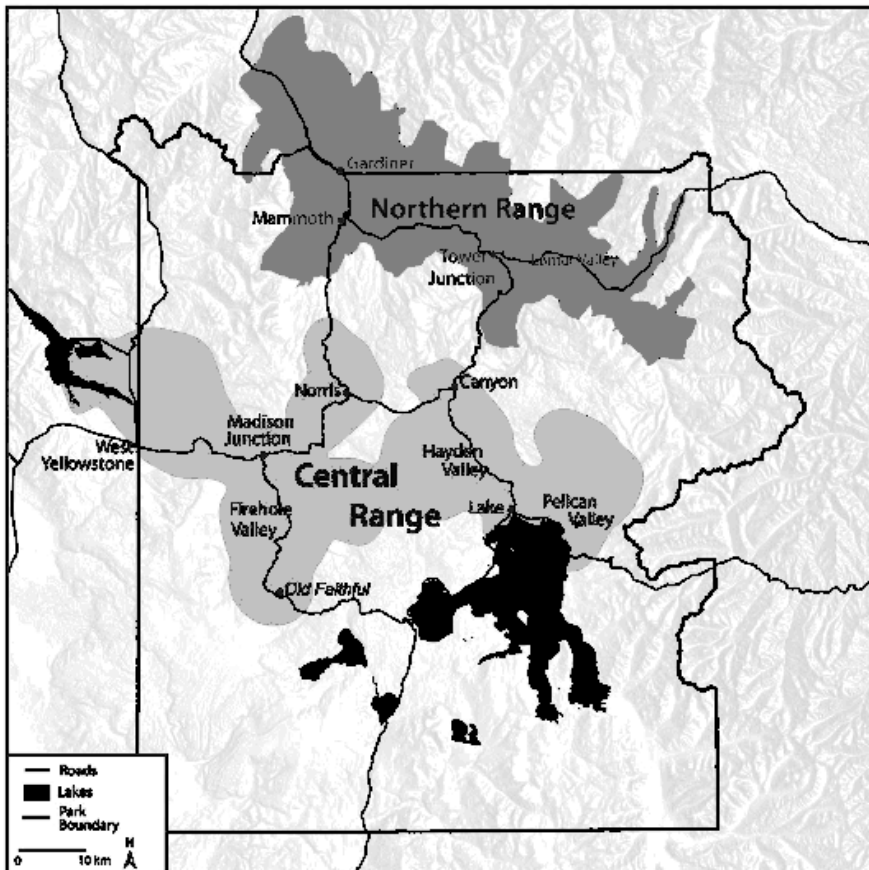 Gardiner
Mammoth
Northern Range
Tower
Junction
Lamar Valley
Norris
Canyon
Madison
Junction
West
Yellowstone
Hayden
Valley
Central
Range
Firehole
Valley
Lake
Pelican
Valley
Old Faithful
Roads
Lakes
Park
Boundary
0 10 km
N